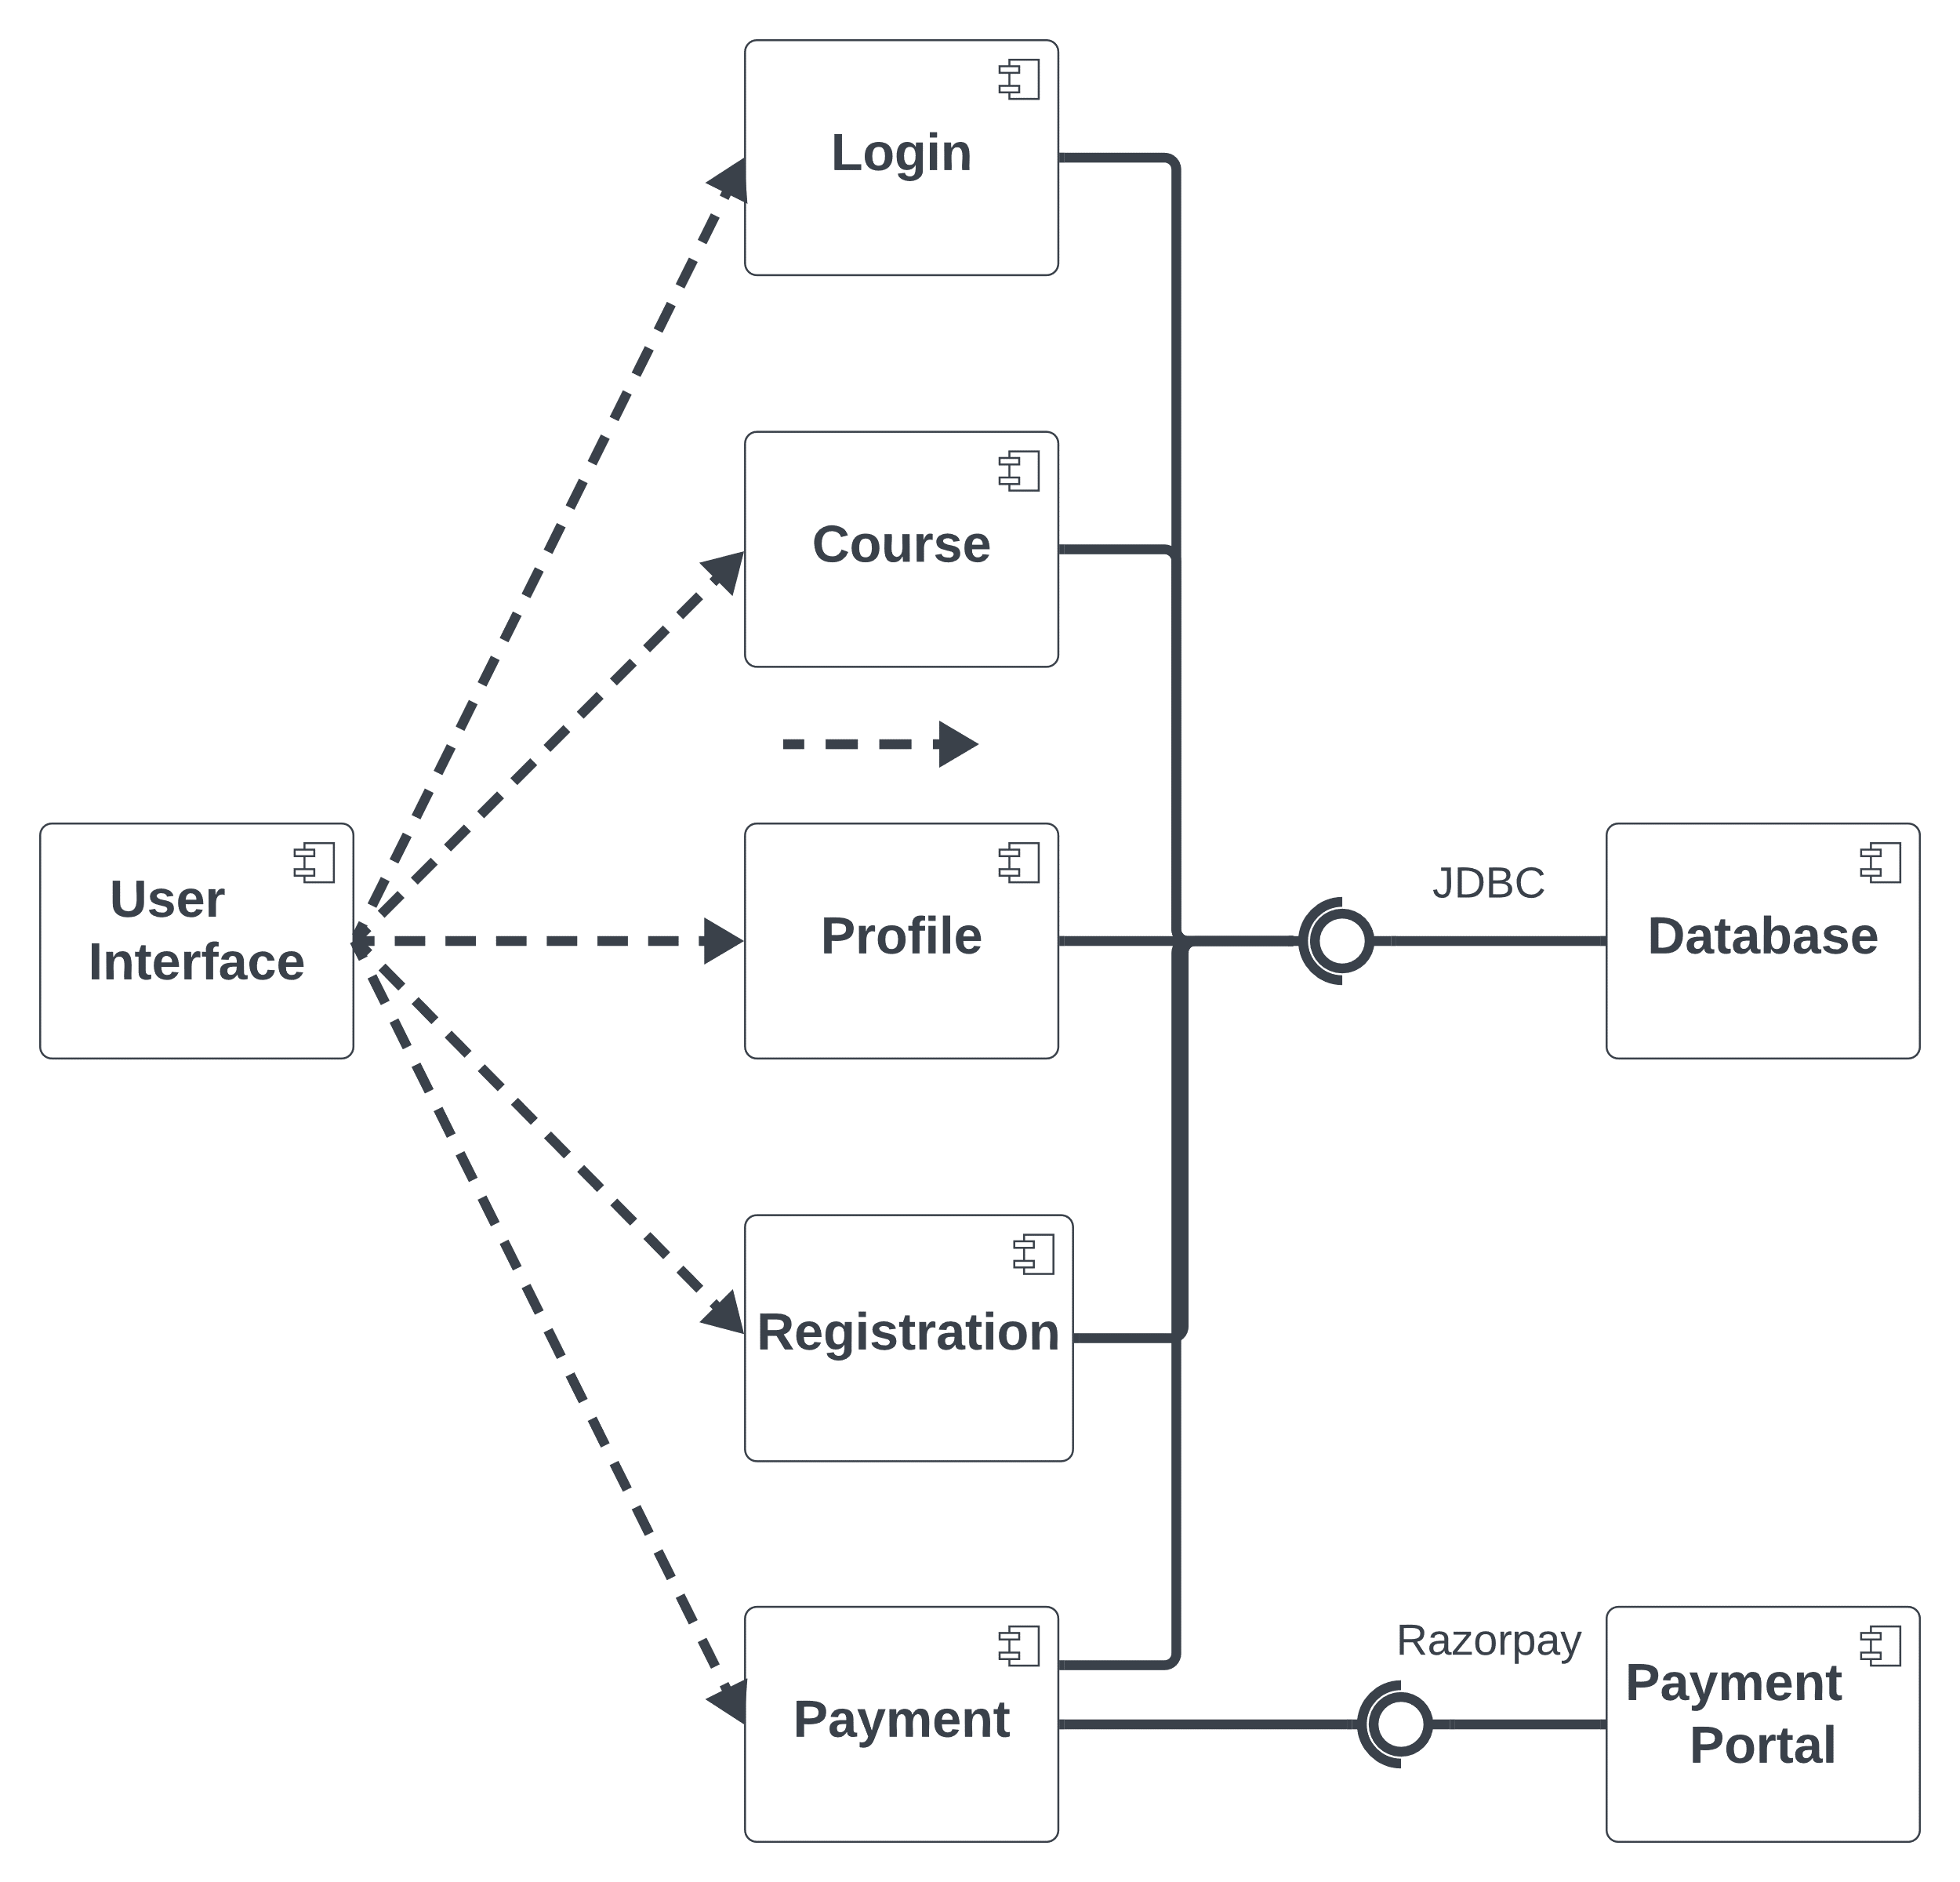 Login
Course
User
Interface
Profile
JDBC
Database
Registration
Payment
Razorpay
Payment
Portal